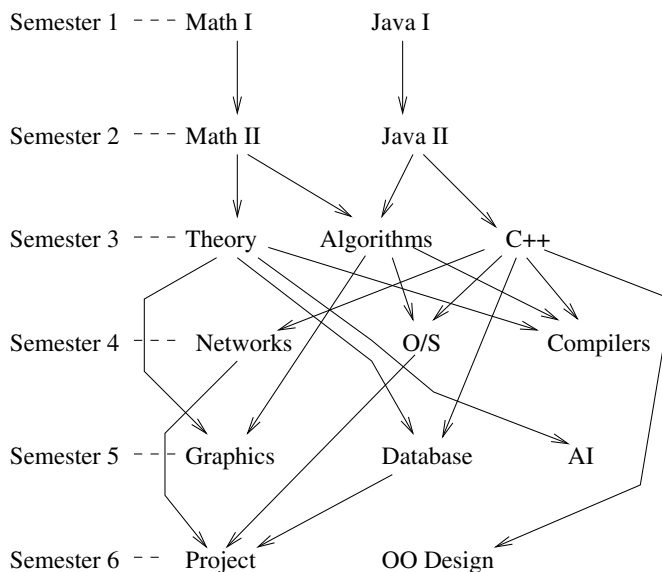 Semester 1 Math I Java I
Semester 2 Math II Java II
Semester 3 Theory Algorithms C++
Semester 4 Networks O/S Compilers
Semester 5 Graphics Database AI
Semester 6 Project OO Design